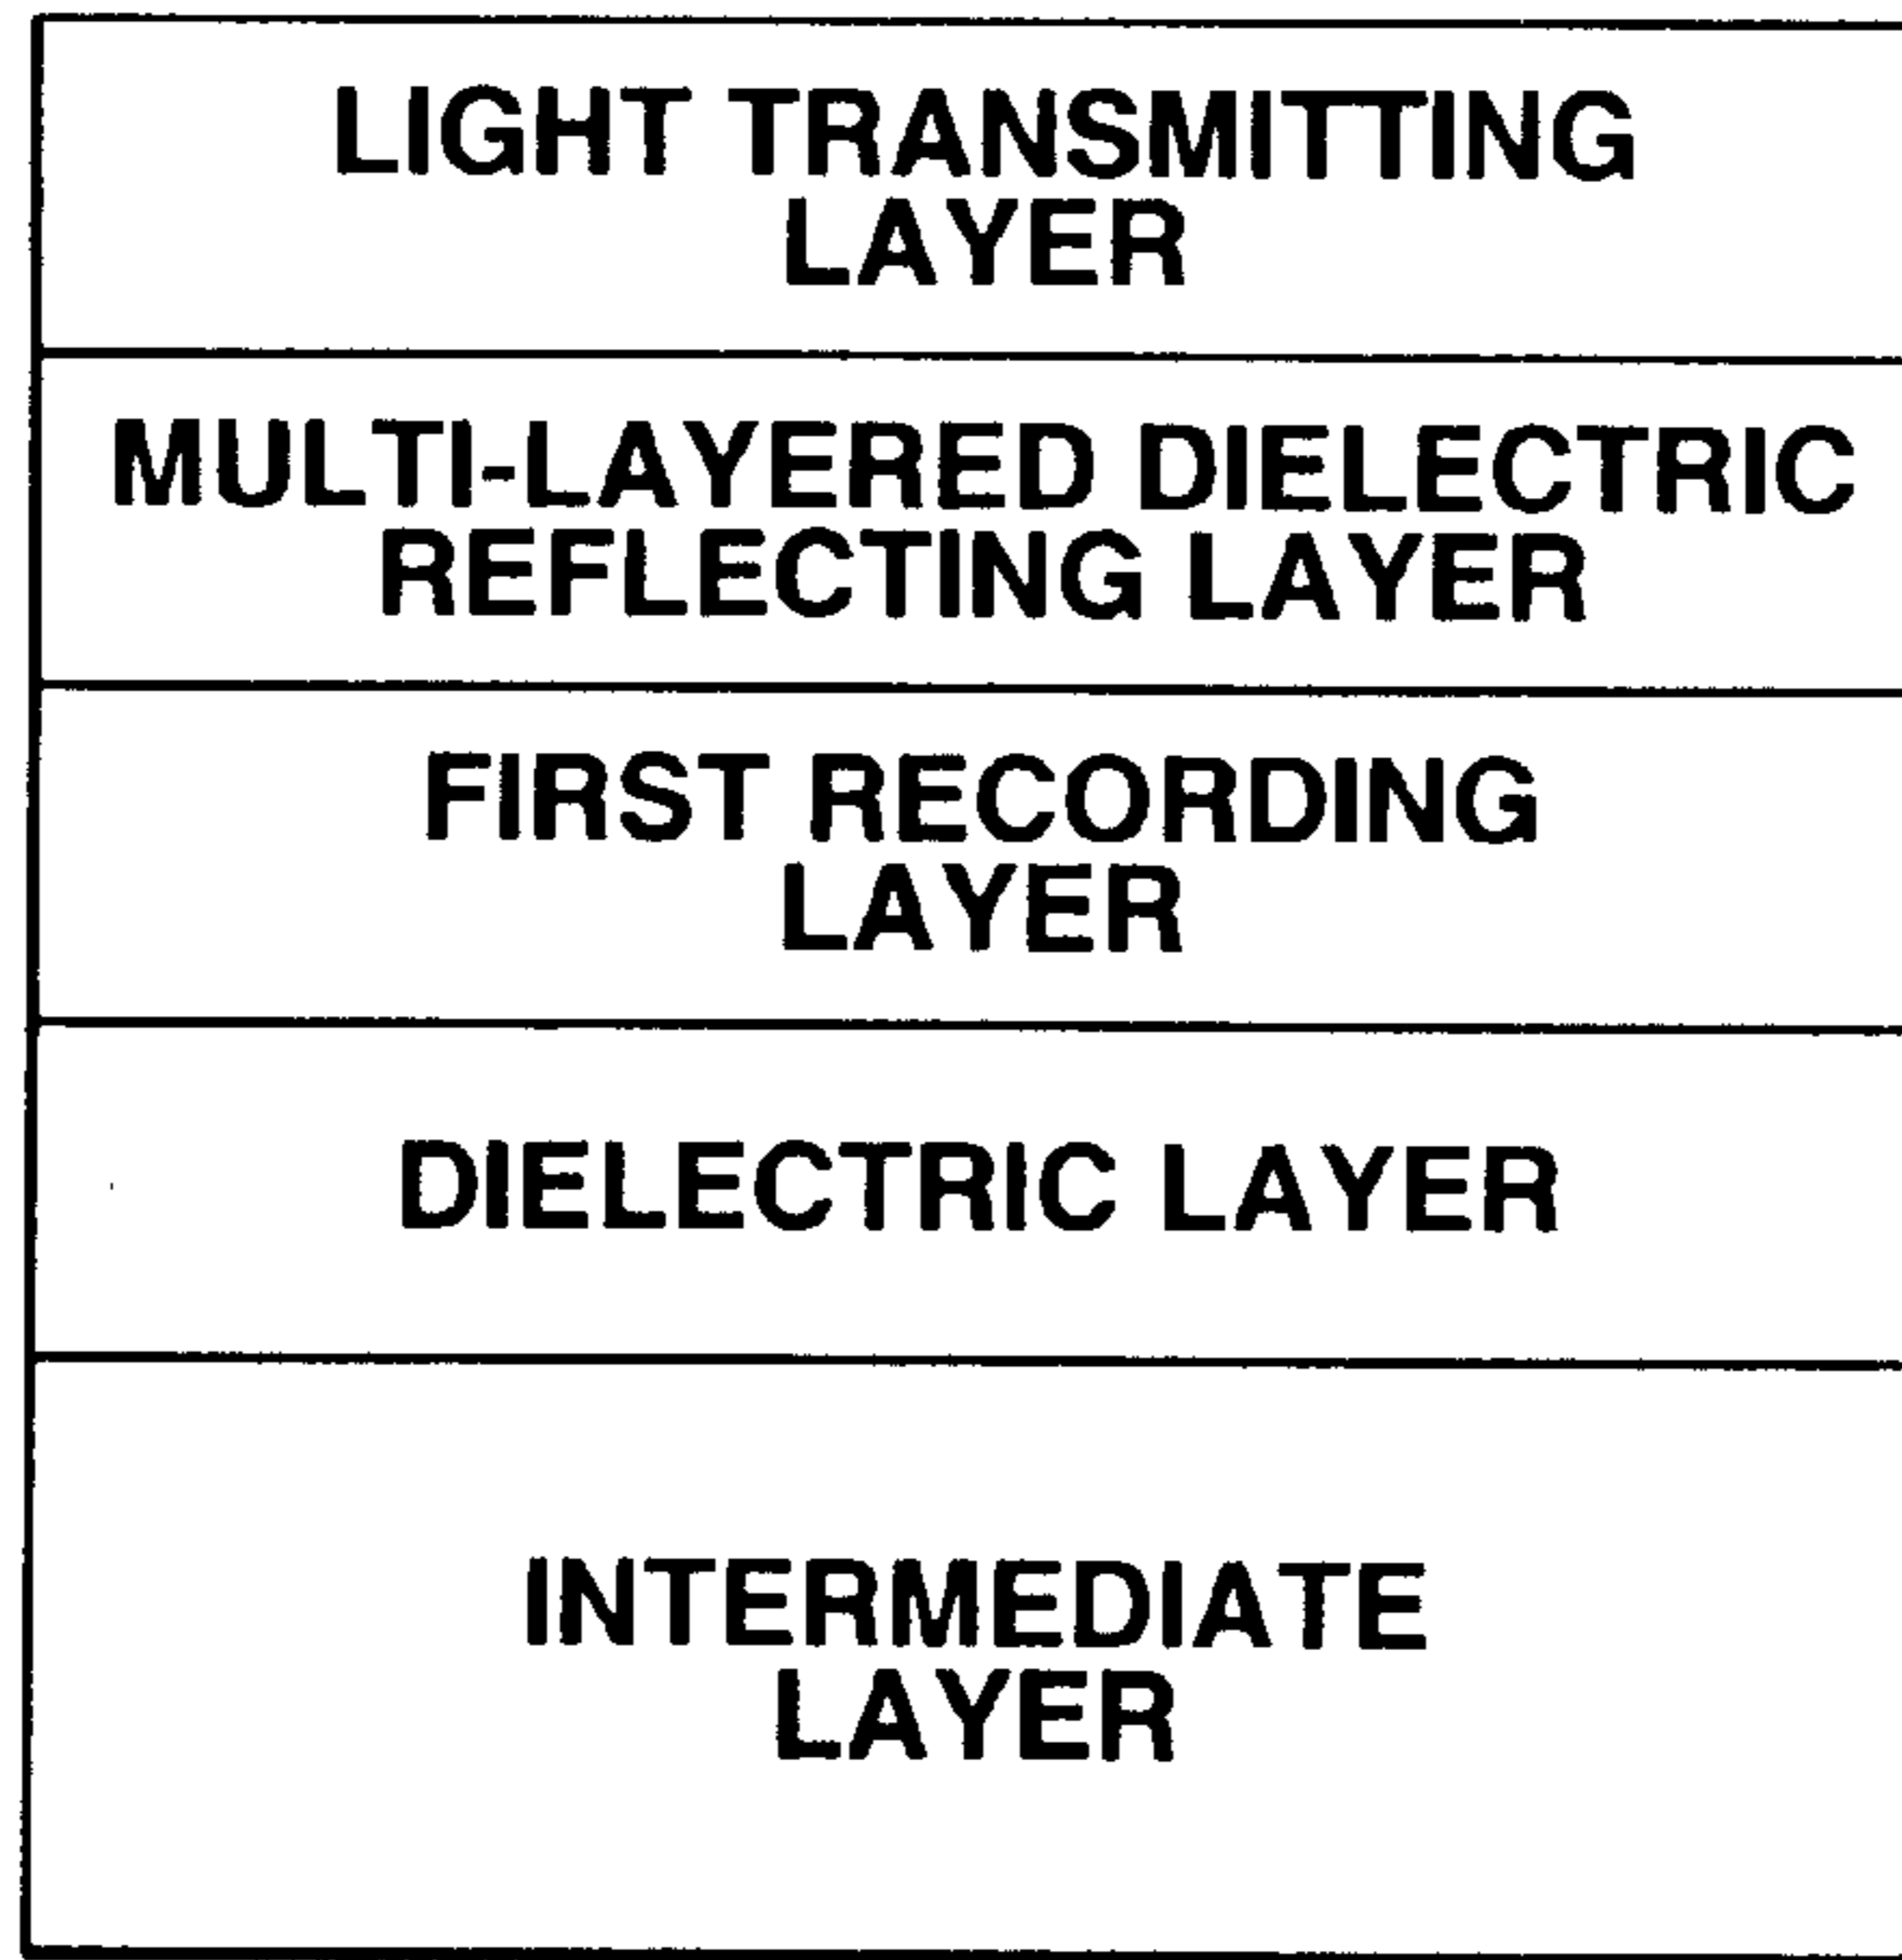 LIGHT TRANSMITTING
LAYER
MULTI-LAYERED DIELECTRIC
REFLECTING LAYER
FIRST RECORDING
LAYER
DIELECTRIC LAYER
INTERMEDIATE
LAYER